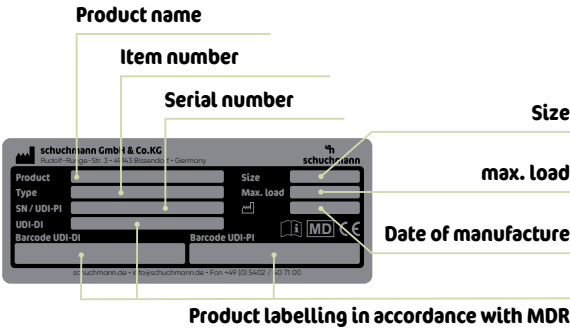 Product name
Item number
Serial number
Size
max. load
Date of manufacture
schuchmann GmbH & Co.KG
Rudolf-Runge-Str. 3 • 49143 Bissendorf • Germany
schuchmann
Product
Size
Type
Max. load
SN / UDI-PI
UDI-DI
MD CE
Barcode UDI-DI
Barcode UDI-PI
schuchmann.de • info@schuchmann.de • Fon +49 (0) 5402 / 40 71 00
Product labelling in accordance with MDR